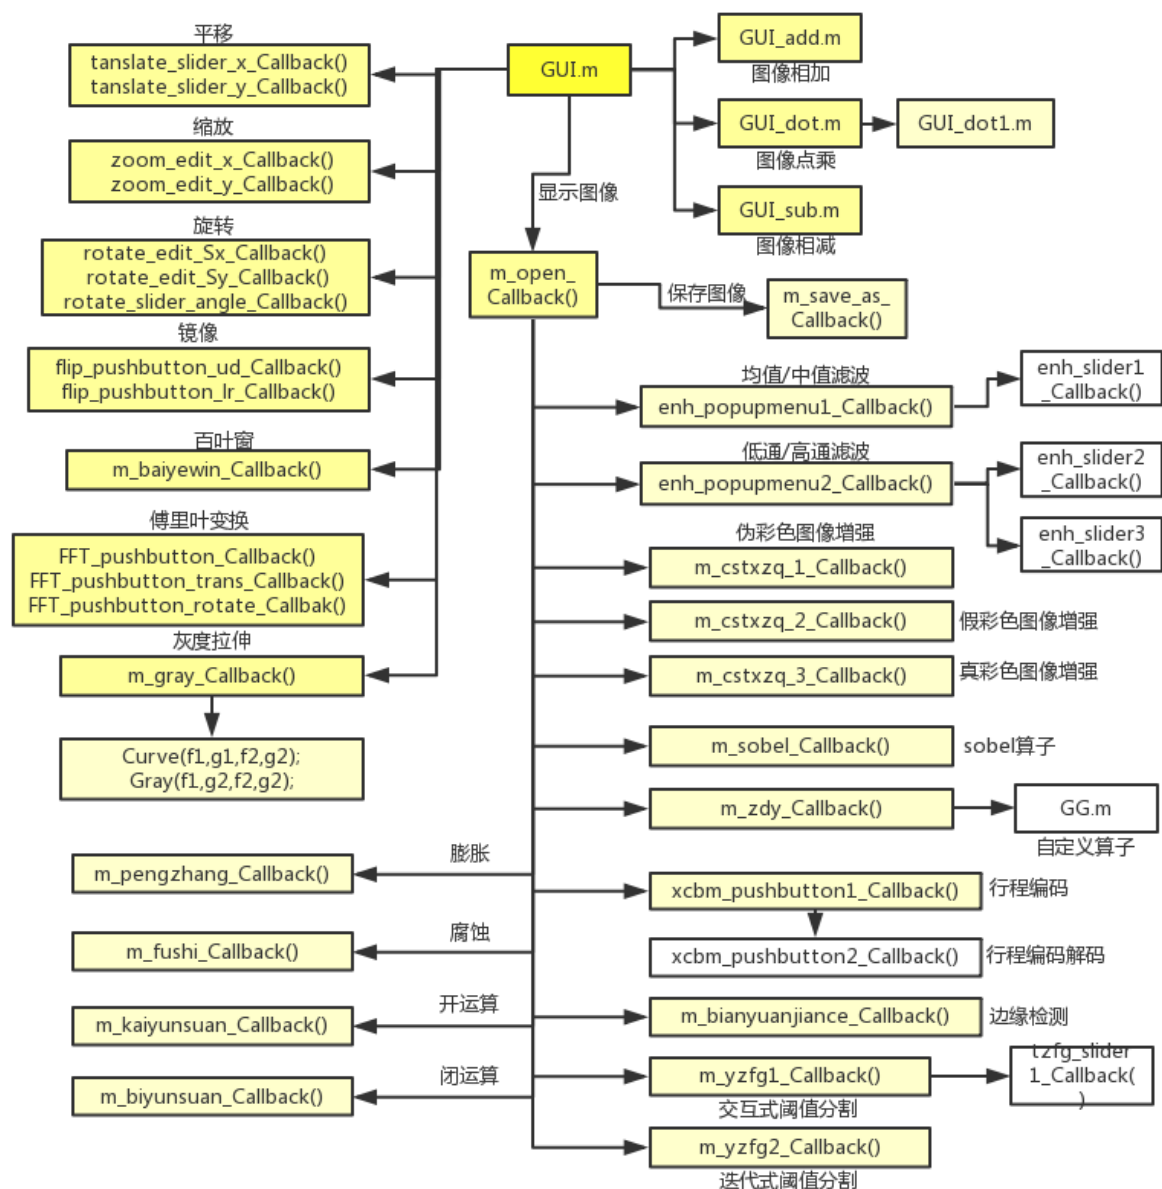 平移
tanslate_slider_x_Callback()
tanslate_slider_y_Callback()
缩放
zoom_edit_x_Callback()
zoom_edit_y_Callback()
旋转
rotate_edit_Sx_Callback()
rotate_edit_Sy_Callback()
rotate_slider_angle_Callback()
镜像
flip_pushbutton_ud_Callback()
flip_pushbutton_lr_Callback()
百叶窗
m_baiyewin_Callback()
傅里叶变换
FFT_pushbutton_Callback()
FFT_pushbutton_trans_Callback()
FFT_pushbutton_rotate_Callbak()
灰度拉伸
m_gray_Callback()
Curve(f1,g1,f2,g2);
Gray(f1,g2,f2,g2);
GUI.m
GUI_add.m
图像相加
GUI_dot.m
GUI_dot1.m
图像点乘
GUI_sub.m
图像相减
显示图像
m_open_
Callback()
保存图像
m_save_as_
Callback()
均值/中值滤波
enh_popupmenu1_Callback()
enh_slider1
_Callback()
低通/高通滤波
enh_popupmenu2_Callback()
enh_slider2
_Callback()
enh_slider3
_Callback()
伪彩色图像增强
m_cstxzq_1_Callback()
m_cstxzq_2_Callback()
假彩色图像增强
m_cstxzq_3_Callback()
真彩色图像增强
m_sobel_Callback()
sobel算子
m_zdy_Callback()
GG.m
自定义算子
膨胀
m_pengzhang_Callback()
xcbm_pushbutton1_Callback()
行程编码
腐蚀
m_fushi_Callback()
xcbm_pushbutton2_Callback()
行程编码解码
开运算
m_kaiyunsuan_Callback()
m_bianyuanjiance_Callback()
边缘检测
闭运算
m_biyunsuan_Callback()
m_yzfg1_Callback()
交互式阈值分割
tzfg_slider
1_Callback(
)
m_yzfg2_Callback()
迭代式阈值分割